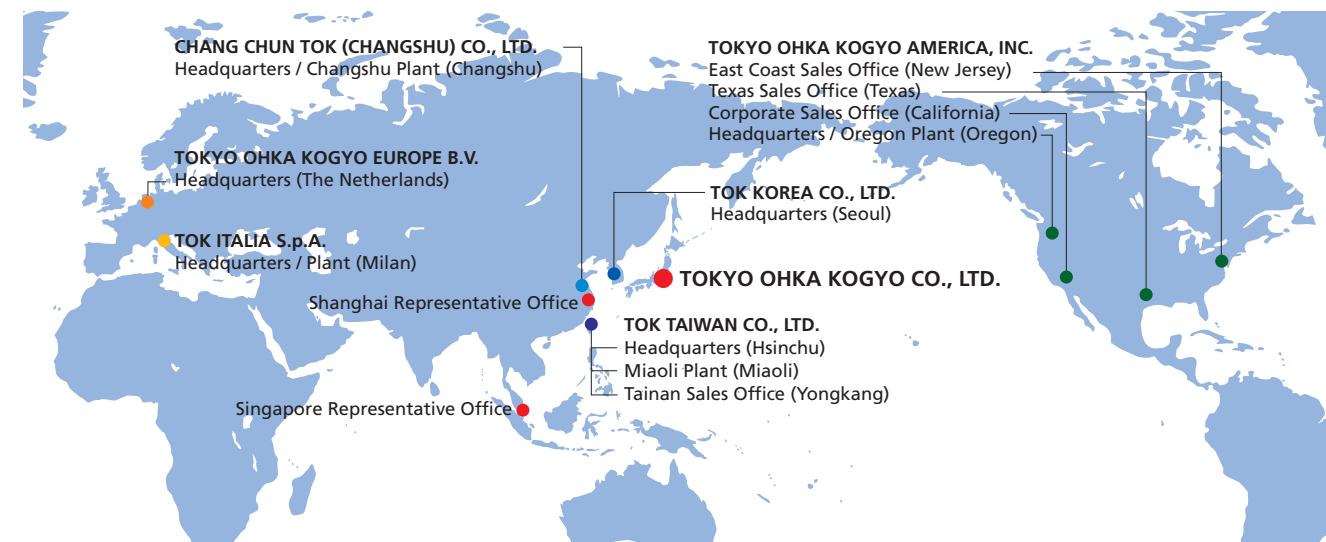 CHANG CHUN TOK (CHANGSHU) CO., LTD.
Headquarters / Changshu Plant (Changshu)
TOKYO OHKA KOGYO AMERICA, INC.
East Coast Sales Office (New Jersey)
Texas Sales Office (Texas)
Corporate Sales Office (California)
Headquarters / Oregon Plant (Oregon)
TOKYO OHKA KOGYO EUROPE B.V.
Headquarters (The Netherlands)
TOK KOREA CO., LTD.
Headquarters (Seoul)
TOK ITALIA S.p.A.
Headquarters / Plant (Milan)
TOKYO OHKA KOGYO CO., LTD.
Shanghai Representative Office
TOK TAIWAN CO., LTD.
Headquarters (Hsinchu)
Miaoli Plant (Miaoli)
Tainan Sales Office (Yongkang)
Singapore Representative Office